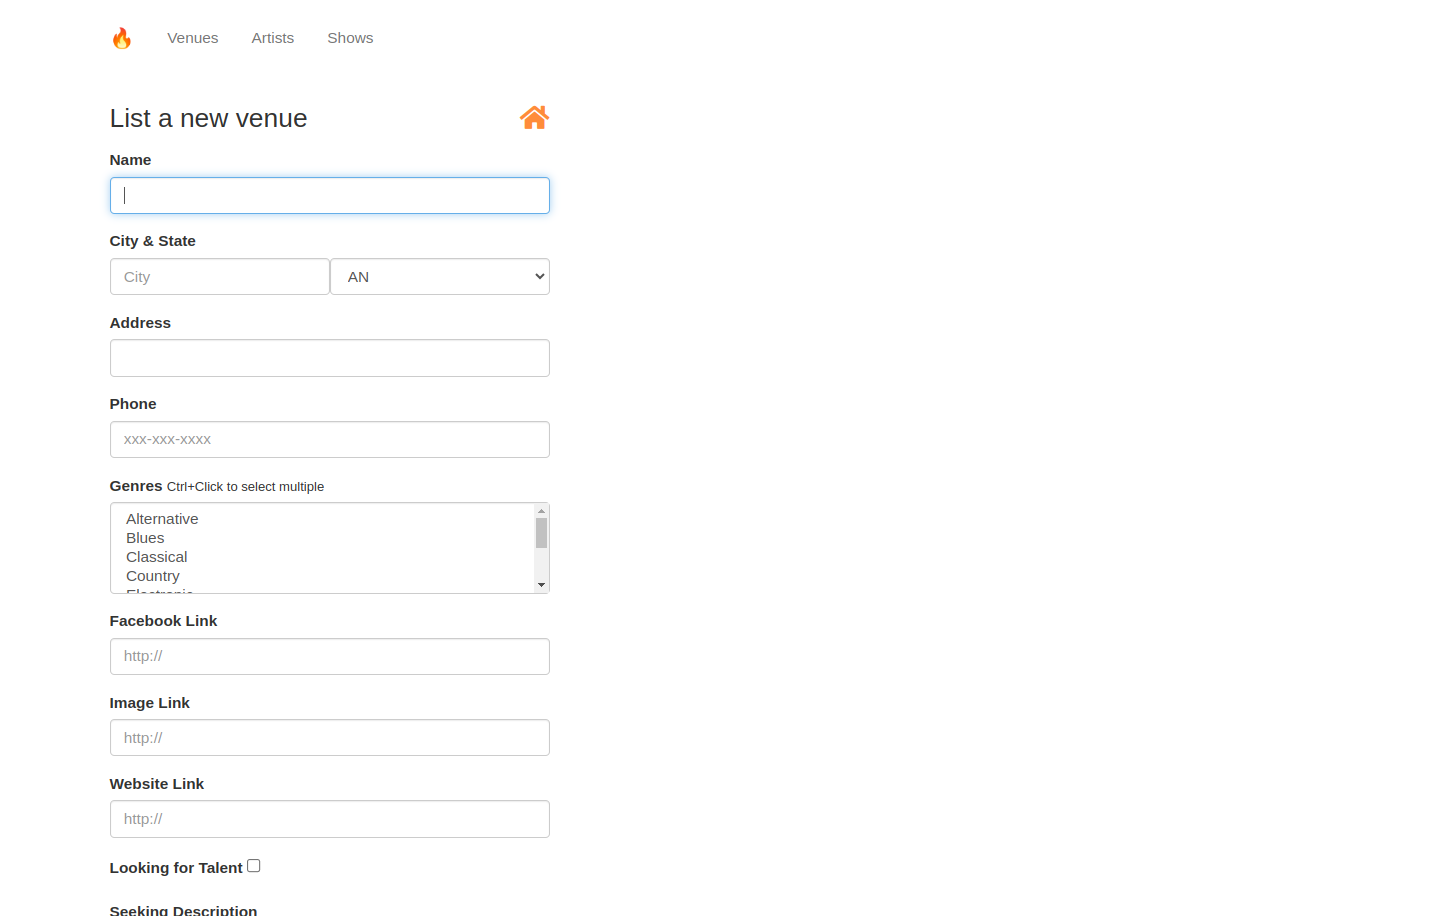 Venues Artists Shows
List a new venue
Name
City & State
City AN
Address
Phone
xxx-xxx-xxxx
Genres Ctrl+Click to select multiple
Alternative
Blues
Classical
Country
Electronic
Facebook Link
http://
Image Link
http://
Website Link
http://
Looking for Talent
Seeking Description